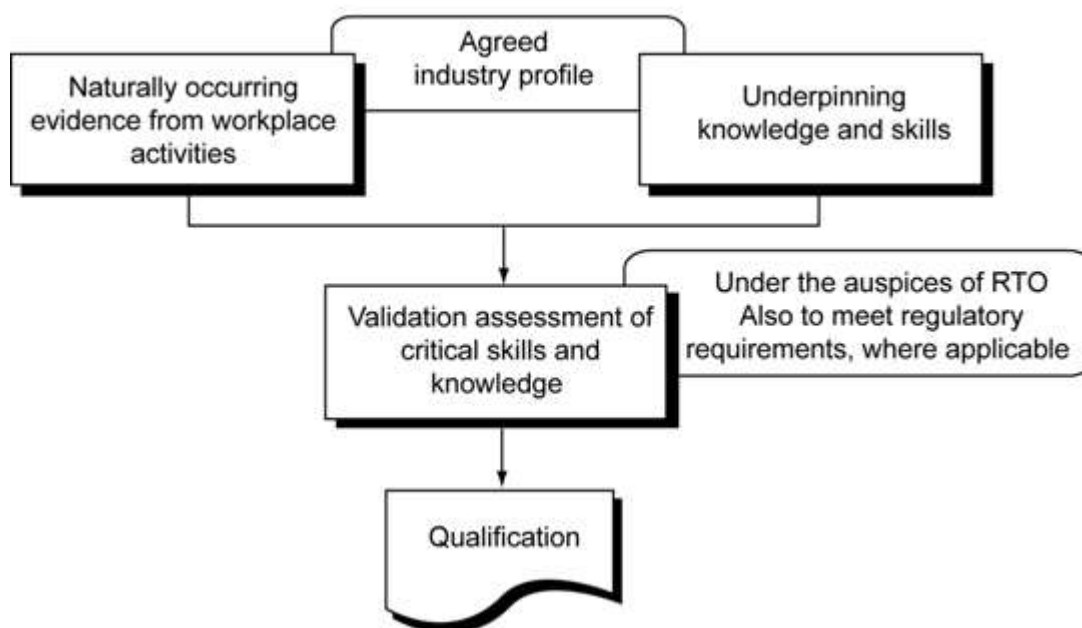 Agreed
industry profile
Naturally occurring
evidence from workplace
activities
Underpinning
knowledge and skills
Under the auspices of RTO
Also to meet regulatory
requirements, where applicable
Validation assessment of
critical skills and
knowledge
Qualification